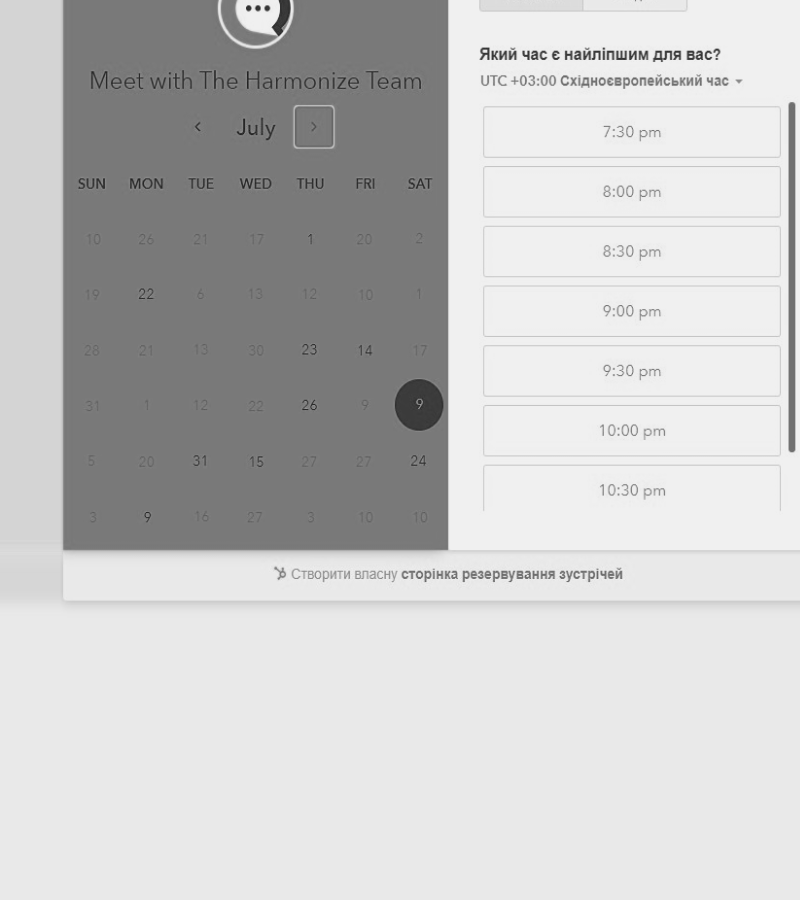 Meet with The Harmonize Team
July
SUN MON TUE WED THU FRI SAT
10 26 21 17 1 20 2
19 22 6 13 12 10 1
28 21 13 30 23 14 17
31 1 12 22 26 9 9
5 20 31 15 27 27 24
3 9 16 27 3 10 10
Який час є найліпшим для вас?
UTC +03:00 Східноєвропейський час
7:30 pm
8:00 pm
8:30 pm
9:00 pm
9:30 pm
10:00 pm
10:30 pm
Створити власну сторінка резервування зустрічей